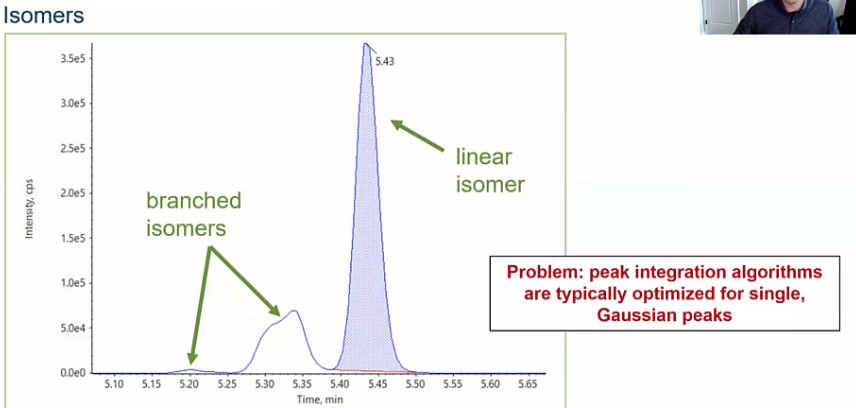 Isomers
3.5e5
5.43
3.0e5
2.5e5
linear
isomer
2.0e5
branched
isomers
Intensity, cps
1.5e5
1.0e5
Problem: peak integration algorithms
are typically optimized for single,
Gaussian peaks
5.0e4
0.0e0
5.10 5.15 5.20 5.25 5.30 5.35 5.40 5.45 5.50 5.55 5.60 5.65
Time, min